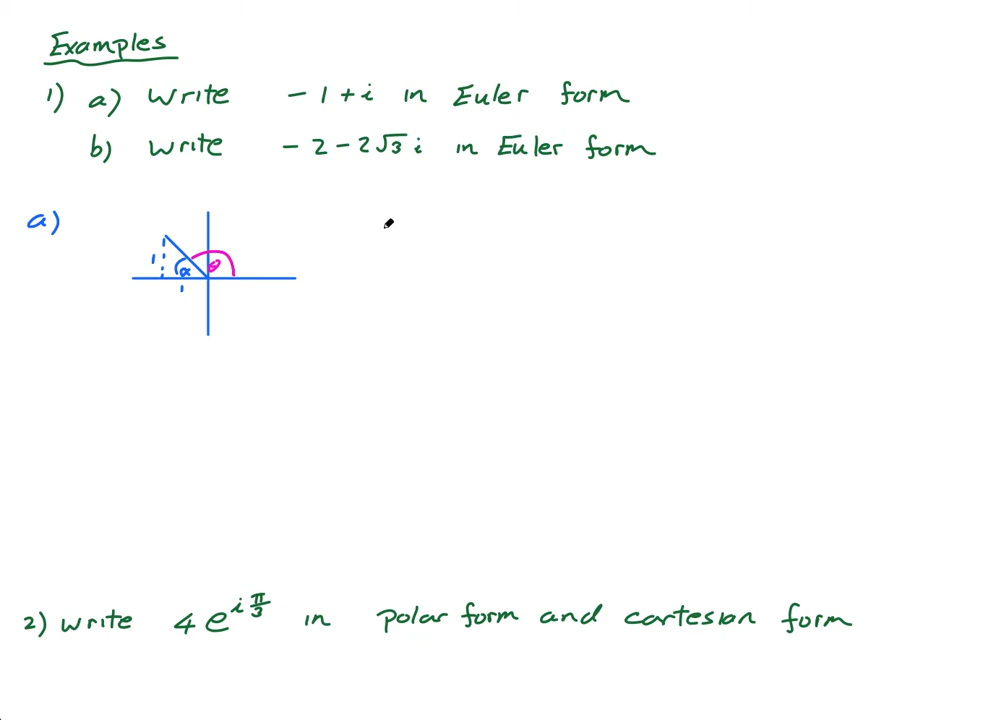 Examples
1) a) Write -1 + i in Euler form
b) Write -2 - 2√3 i in Euler form
a)
1 α θ
1
2) write 4e^{iπ/3} in polar form and cartesian form